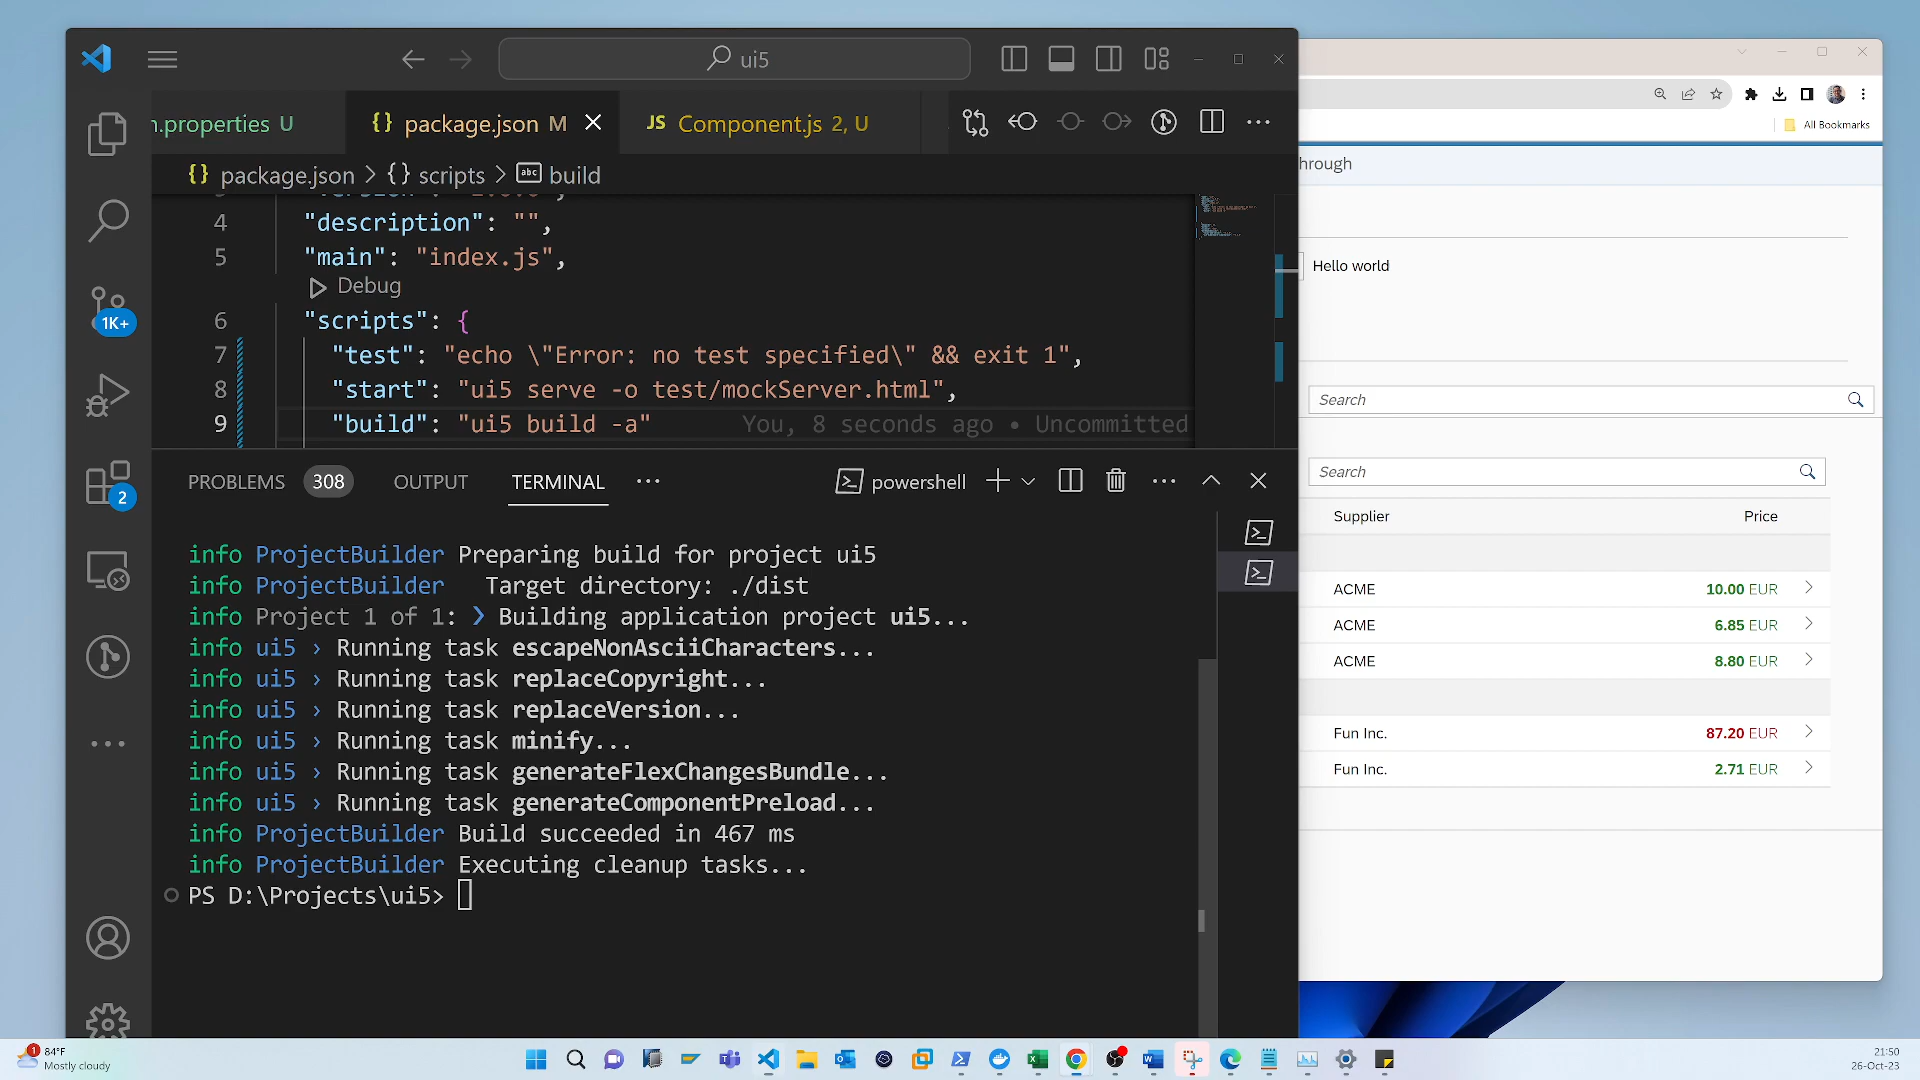 ui5
n.properties U
{} package.json M
JS Component.js 2, U
{} package.json > {} scripts > abc build
4 "description": "",
5 "main": "index.js",
Debug
6 "scripts": {
7 "test": "echo \"Error: no test specified\" && exit 1",
8 "start": "ui5 serve -o test/mockServer.html",
9 "build": "ui5 build -a" You, 8 seconds ago • Uncommitted
1K+
2
PROBLEMS 308 OUTPUT TERMINAL ... powershell
info ProjectBuilder Preparing build for project ui5
info ProjectBuilder Target directory: ./dist
info Project 1 of 1: ❯ Building application project ui5...
info ui5 › Running task escapeNonAsciiCharacters...
info ui5 › Running task replaceCopyright...
info ui5 › Running task replaceVersion...
info ui5 › Running task minify...
info ui5 › Running task generateFlexChangesBundle...
info ui5 › Running task generateComponentPreload...
info ProjectBuilder Build succeeded in 467 ms
info ProjectBuilder Executing cleanup tasks...
PS D:\Projects\ui5>
All Bookmarks
hrough
Hello world
Search
Search
Supplier Price
ACME 10.00 EUR
ACME 6.85 EUR
ACME 8.80 EUR
Fun Inc. 87.20 EUR
Fun Inc. 2.71 EUR
1
84°F
Mostly cloudy
21:50
26-Oct-23